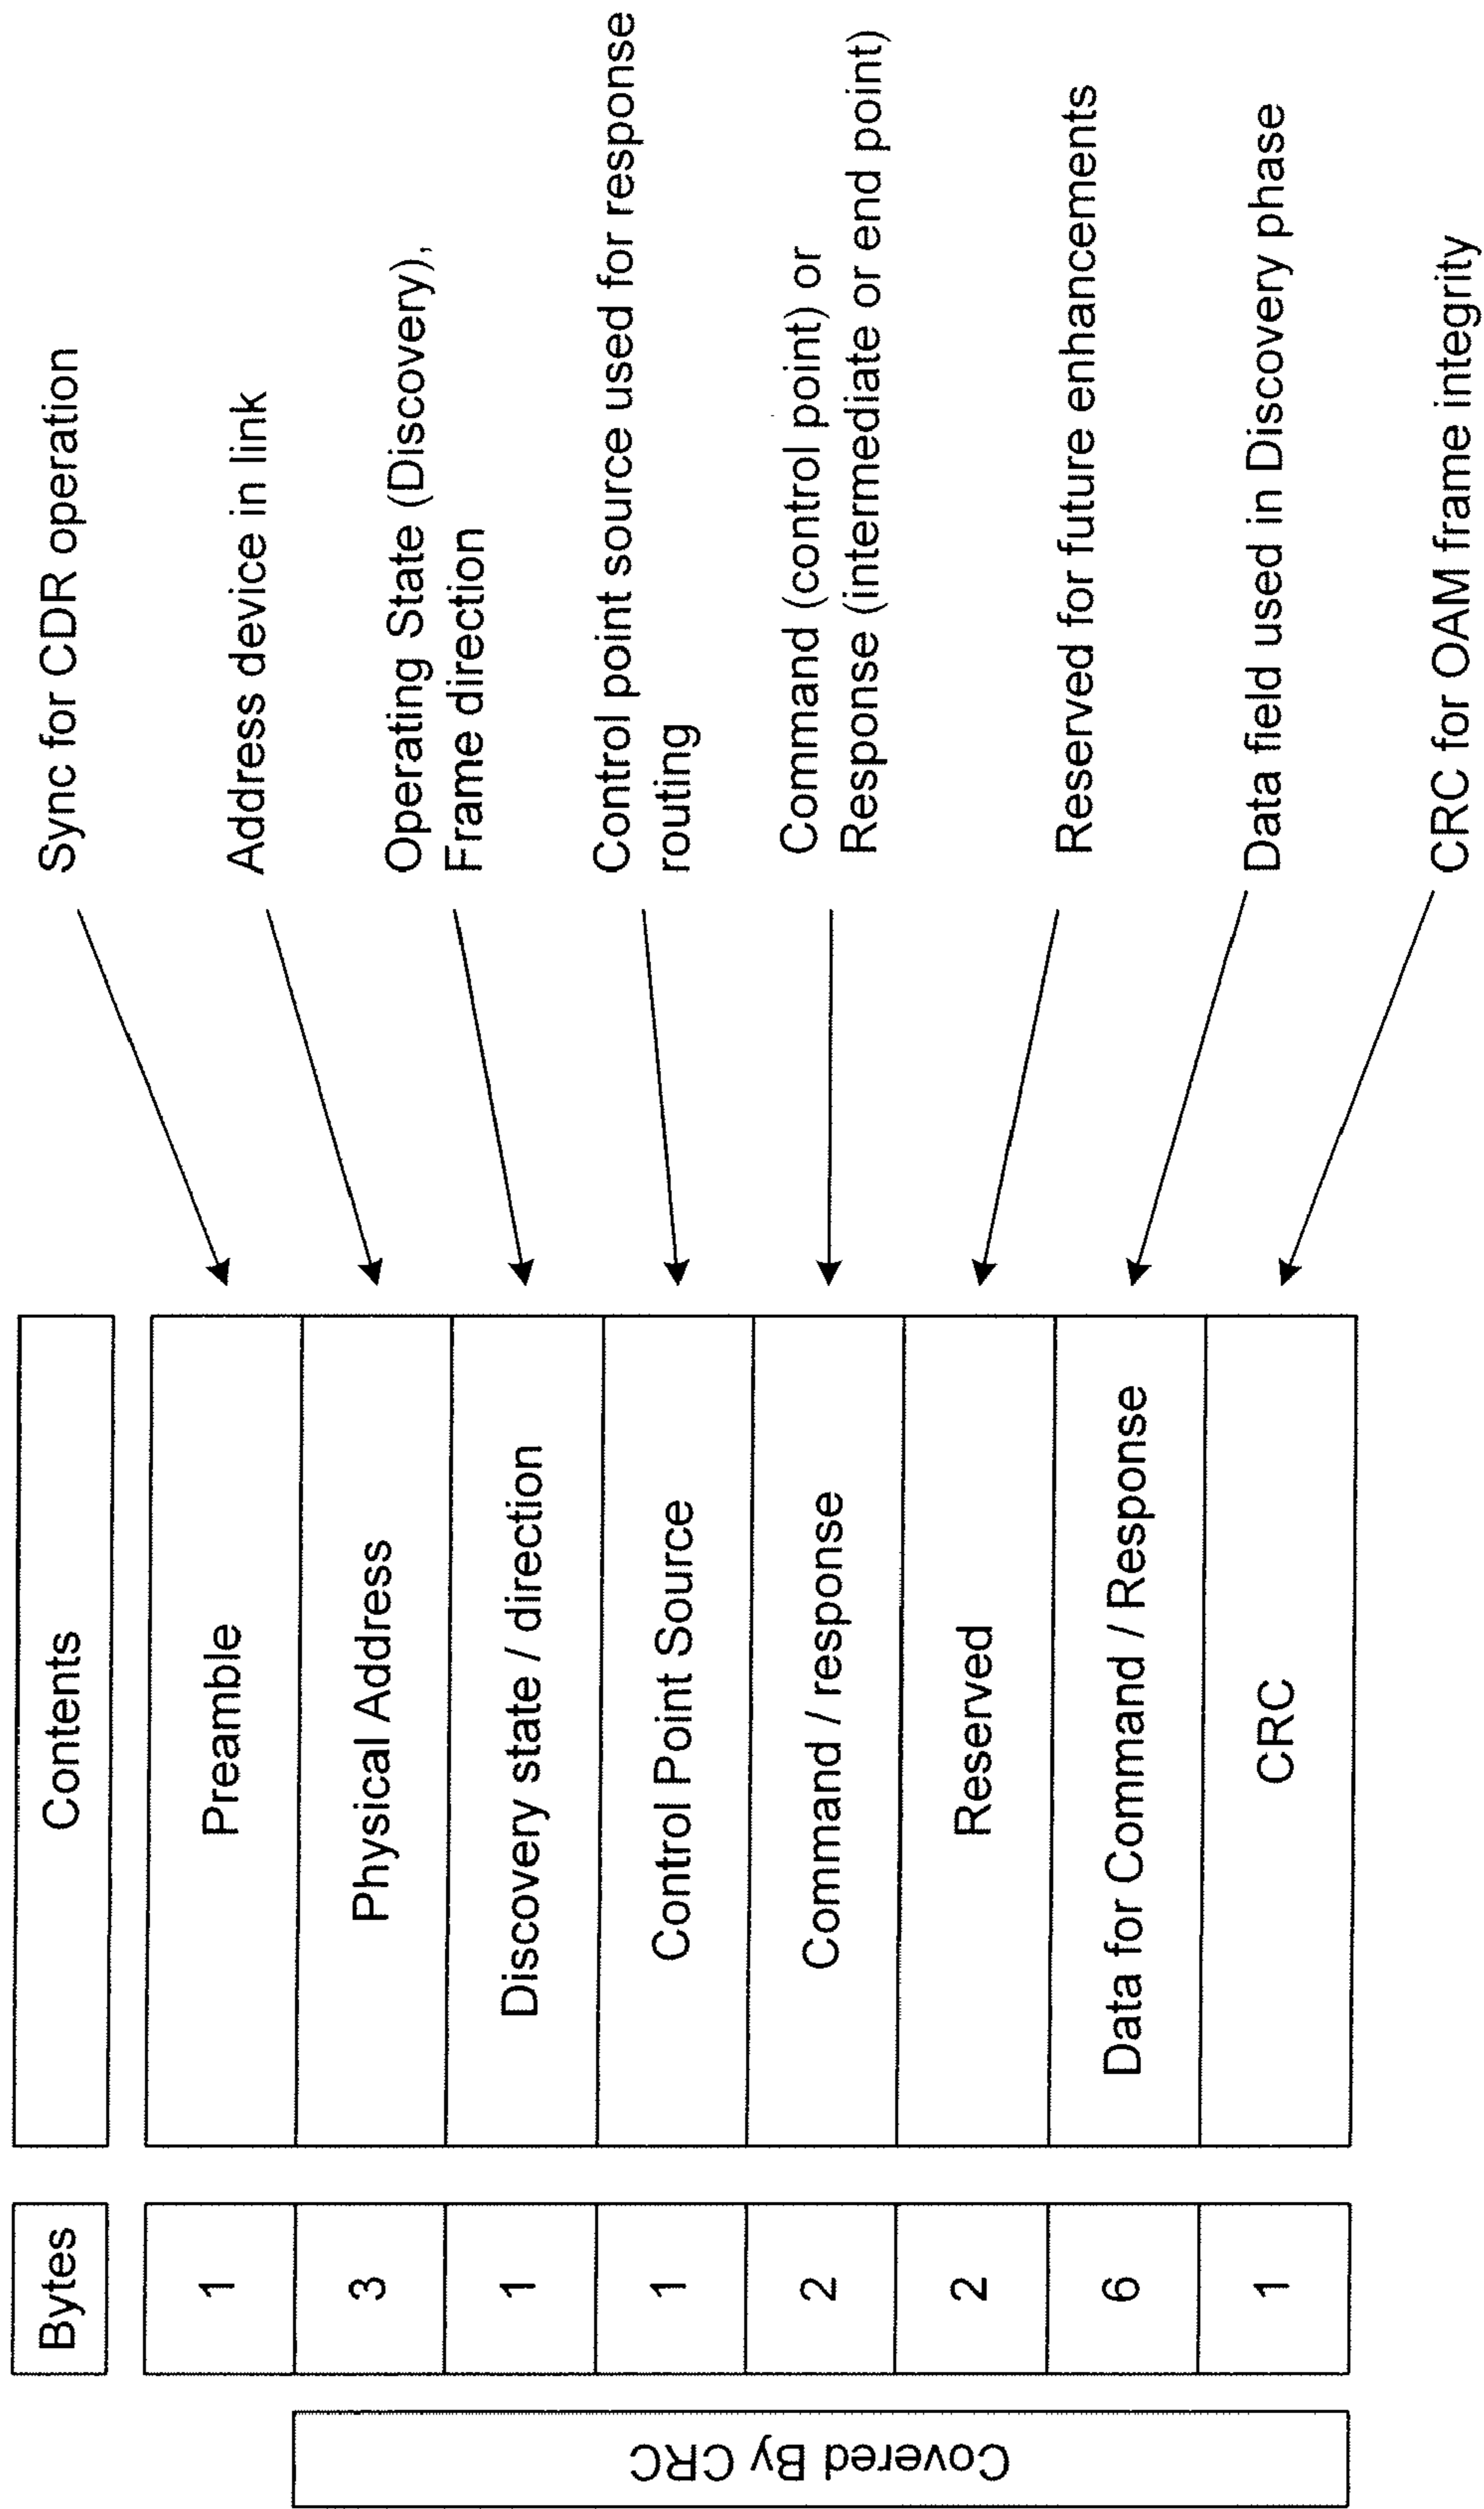 Bytes
Contents
1
Preamble
Sync for CDR operation
3
Physical Address
Address device in link
1
Discovery state / direction
Operating State (Discovery),
Frame direction
1
Control Point Source
Control point source used for response
routing
2
Command / response
Command (control point) or
Response (intermediate or end point)
2
Reserved
Reserved for future enhancements
6
Data for Command / Response
Data field used in Discovery phase
1
CRC
CRC for OAM frame integrity
Covered By CRC